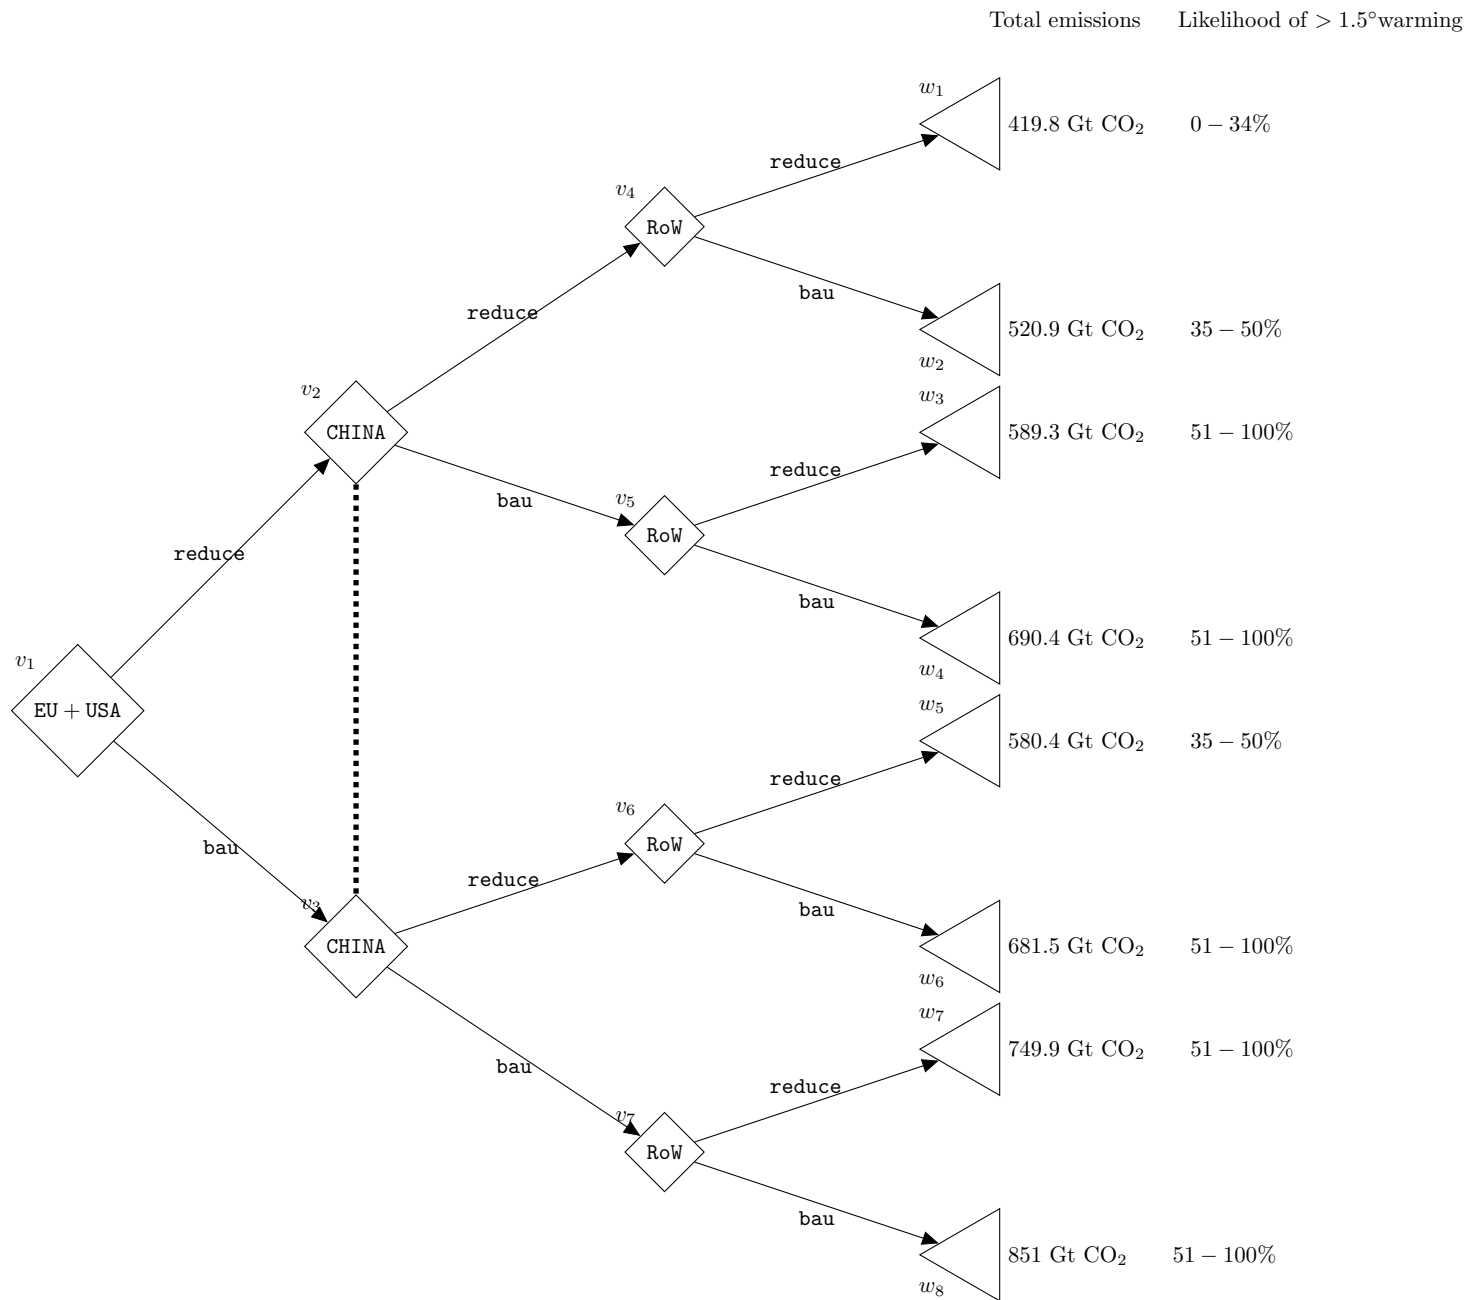 Total emissions Likelihood of > 1.5°warming
w₁
419.8 Gt CO₂ 0 − 34%
reduce
v₄
RoW
bau
520.9 Gt CO₂ 35 − 50%
w₂
reduce
v₂
CHINA
w₃
589.3 Gt CO₂ 51 − 100%
reduce
bau
v₅
RoW
bau
690.4 Gt CO₂ 51 − 100%
w₄
reduce
v₁
EU + USA
w₅
580.4 Gt CO₂ 35 − 50%
reduce
v₆
RoW
bau
reduce
bau
v₃
CHINA
681.5 Gt CO₂ 51 − 100%
w₆
w₇
749.9 Gt CO₂ 51 − 100%
reduce
bau
v₇
RoW
bau
851 Gt CO₂ 51 − 100%
w₈